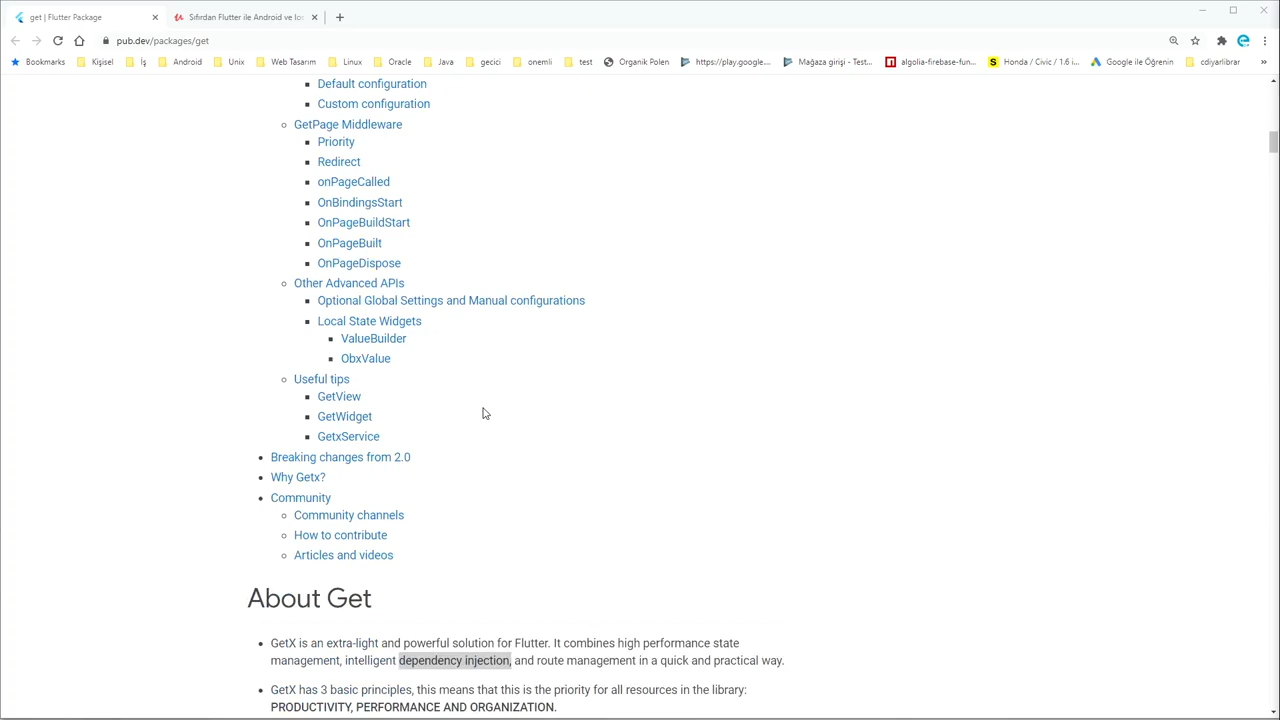 get | Flutter Package
Sıfırdan Flutter ile Android ve Ios
pub.dev/packages/get
Bookmarks Kişisel İş Android Unix Web Tasarım Linux Oracle Java gecici onemli test Organik Polen https://play.google.... Mağaza girişi - Test... algolia-firebase-fun... Honda / Civic / 1.6 i... Google ile Öğrenin cdiyarlibrar »
Default configuration
Custom configuration
GetPage Middleware
Priority
Redirect
onPageCalled
OnBindingsStart
OnPageBuildStart
OnPageBuilt
OnPageDispose
Other Advanced APIs
Optional Global Settings and Manual configurations
Local State Widgets
ValueBuilder
ObxValue
Useful tips
GetView
GetWidget
GetxService
Breaking changes from 2.0
Why Getx?
Community
Community channels
How to contribute
Articles and videos
About Get
GetX is an extra-light and powerful solution for Flutter. It combines high performance state
management, intelligent dependency injection, and route management in a quick and practical way.
GetX has 3 basic principles, this means that this is the priority for all resources in the library:
PRODUCTIVITY, PERFORMANCE AND ORGANIZATION.